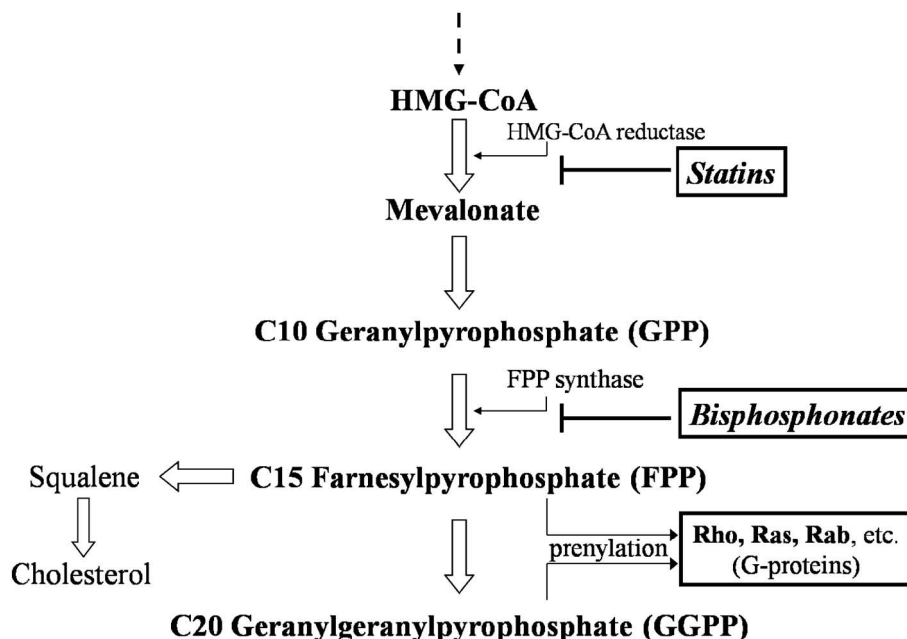 HMG-CoA
HMG-CoA reductase
Statins
Mevalonate
C10 Geranylpyrophosphate (GPP)
FPP synthase
Bisphosphonates
Squalene
C15 Farnesylpyrophosphate (FPP)
prenylation
Rho, Ras, Rab, etc.
(G-proteins)
Cholesterol
C20 Geranylgeranylpyrophosphate (GGPP)